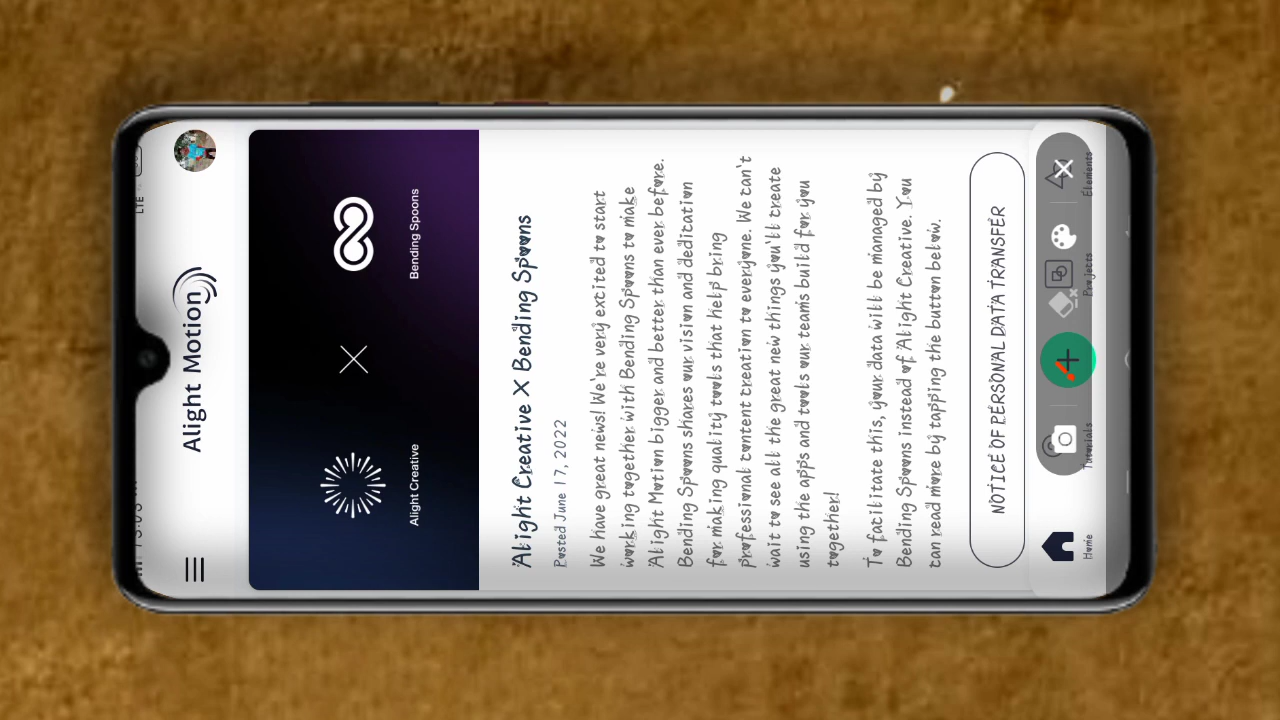 LTE
Alight Motion
Alight Creative
Bending Spoons
Alight Creative X Bending Spoons
Posted June 17, 2022
We have great news! We're very excited to start
working together with Bending Spoons to make
Alight Motion bigger and better than ever before.
Bending Spoons shares our vision and dedication
for making quality tools that help bring
professional content creation to everyone. We can't
wait to see all the great new things you'll create
using the apps and tools our teams build for you
together!
To facilitate this, your data will be managed by
Bending Spoons instead of Alight Creative. You
can read more by tapping the button below.
NOTICE OF PERSONAL DATA TRANSFER
Home
Tutorials
Projects
Elements